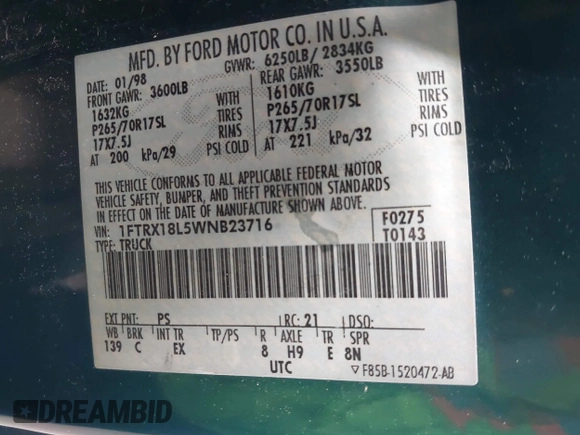 MFD. BY FORD MOTOR CO. IN U.S.A.
DATE: 01/98 GVWR: 6250LB/ 2834KG
FRONT GAWR: 3600LB REAR GAWR: 3550LB
1632KG WITH 1610KG WITH
P265/70R17SL TIRES P265/70R17SL TIRES
17X7.5J RIMS 17X7.5J RIMS
AT 200 kPa/29 PSI COLD AT 221 kPa/32 PSI COLD
THIS VEHICLE CONFORMS TO ALL APPLICABLE FEDERAL MOTOR
VEHICLE SAFETY, BUMPER, AND THEFT PREVENTION STANDARDS
IN EFFECT ON THE DATE OF MANUFACTURE SHOWN ABOVE.
VIN: 1FTRX18L5WNB23716 F0275
TYPE: TRUCK T0143
EXT PNT: PS RC: 21 DSO:
WB BRK INT TR TP/PS R AXLE TR SPR
139 C EX 8 H9 E 8N
UTC F85B-1520472-AB
DREAMBID